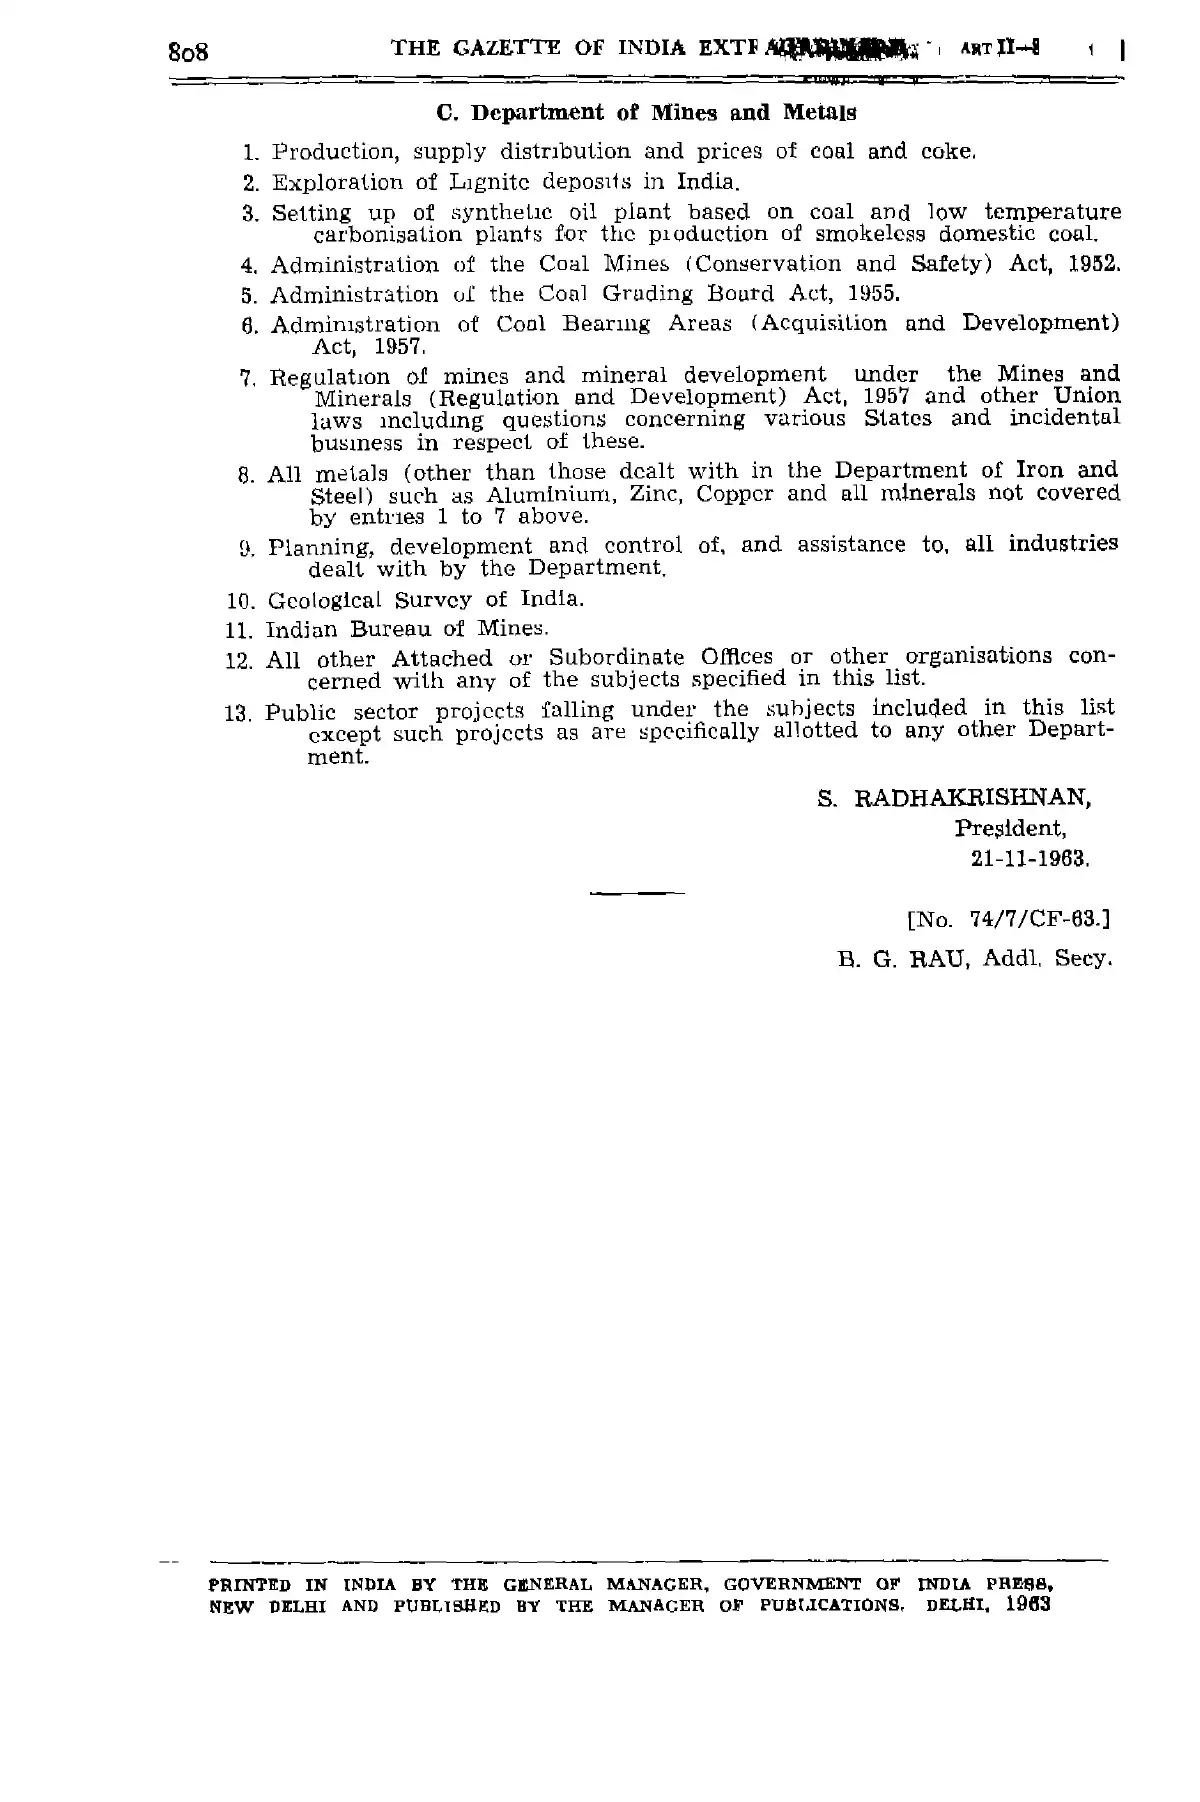 808 THE GAZETTE OF INDIA ART II—
C. Department of Mines and Metals
1. Production, supply distribution and prices of coal and coke.
2. Exploration of Lignite deposits in India.
3. Setting up of synthetic oil plant based on coal and low temperature
carbonisation plants for the production of smokeless domestic coal.
4. Administration of the Coal Mines (Conservation and Safety) Act, 1952.
5. Administration of the Coal Grading Board Act, 1955.
6. Administration of Coal Bearing Areas (Acquisition and Development)
Act, 1957.
7. Regulation of mines and mineral development under the Mines and
Minerals (Regulation and Development) Act, 1957 and other Union
laws including questions concerning various States and incidental
business in respect of these.
8. All metals (other than those dealt with in the Department of Iron and
Steel) such as Aluminium, Zinc, Copper and all minerals not covered
by entries 1 to 7 above.
9. Planning, development and control of, and assistance to, all industries
dealt with by the Department.
10. Geological Survey of India.
11. Indian Bureau of Mines.
12. All other Attached or Subordinate Offices or other organisations con-
cerned with any of the subjects specified in this list.
13. Public sector projects falling under the subjects included in this list
except such projects as are specifically allotted to any other Depart-
ment.
S. RADHAKRISHNAN,
President,
21-11-1963.
[No. 74/7/CF-63.]
B. G. RAU, Addl. Secy.
PRINTED IN INDIA BY THE GENERAL MANAGER, GOVERNMENT OF INDIA PRESS,
NEW DELHI AND PUBLISHED BY THE MANAGER OF PUBLICATIONS, DELHI, 1963